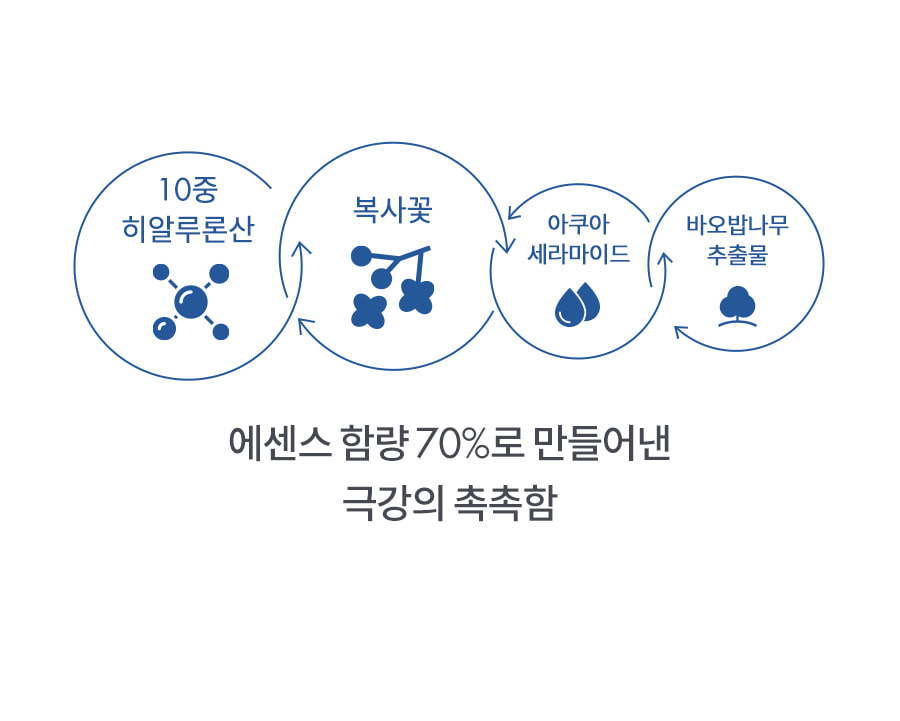 10중
히알루론산
복사꽃
아쿠아
세라마이드
바오밥나무
추출물
에센스 함량 70%로 만들어낸
극강의 촉촉함